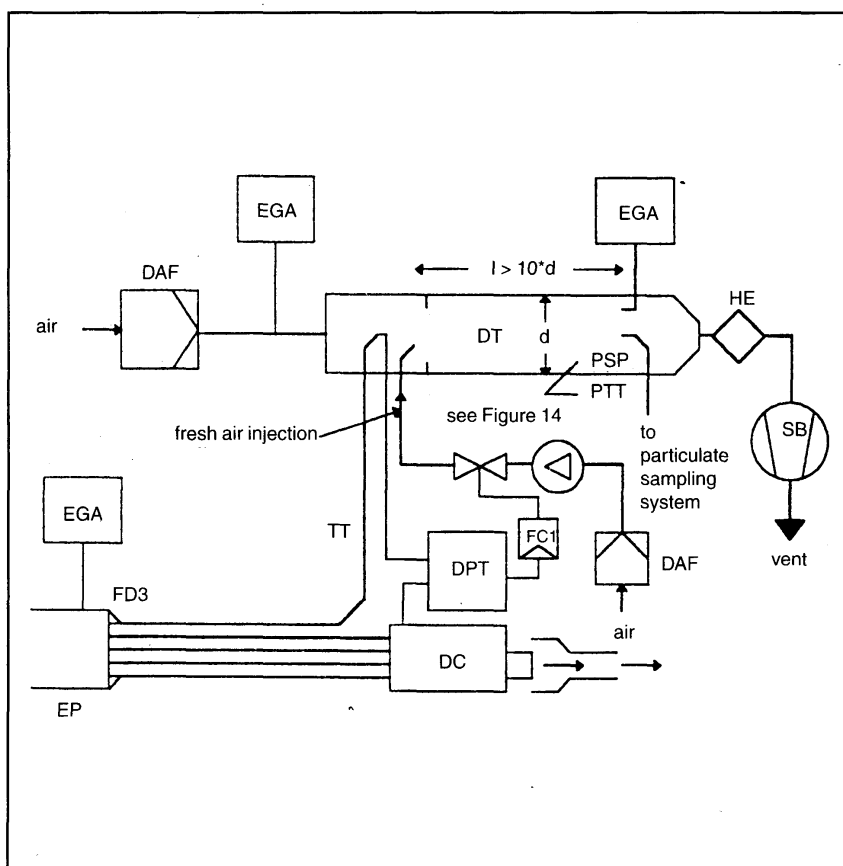 EGA
EGA
DAF
l > 10*d
HE
air
DT
d
PSP
PTT
fresh air injection
see Figure 14
to
particulate
sampling
system
SB
EGA
TT
FC1
DPT
DAF
vent
FD3
air
DC
EP